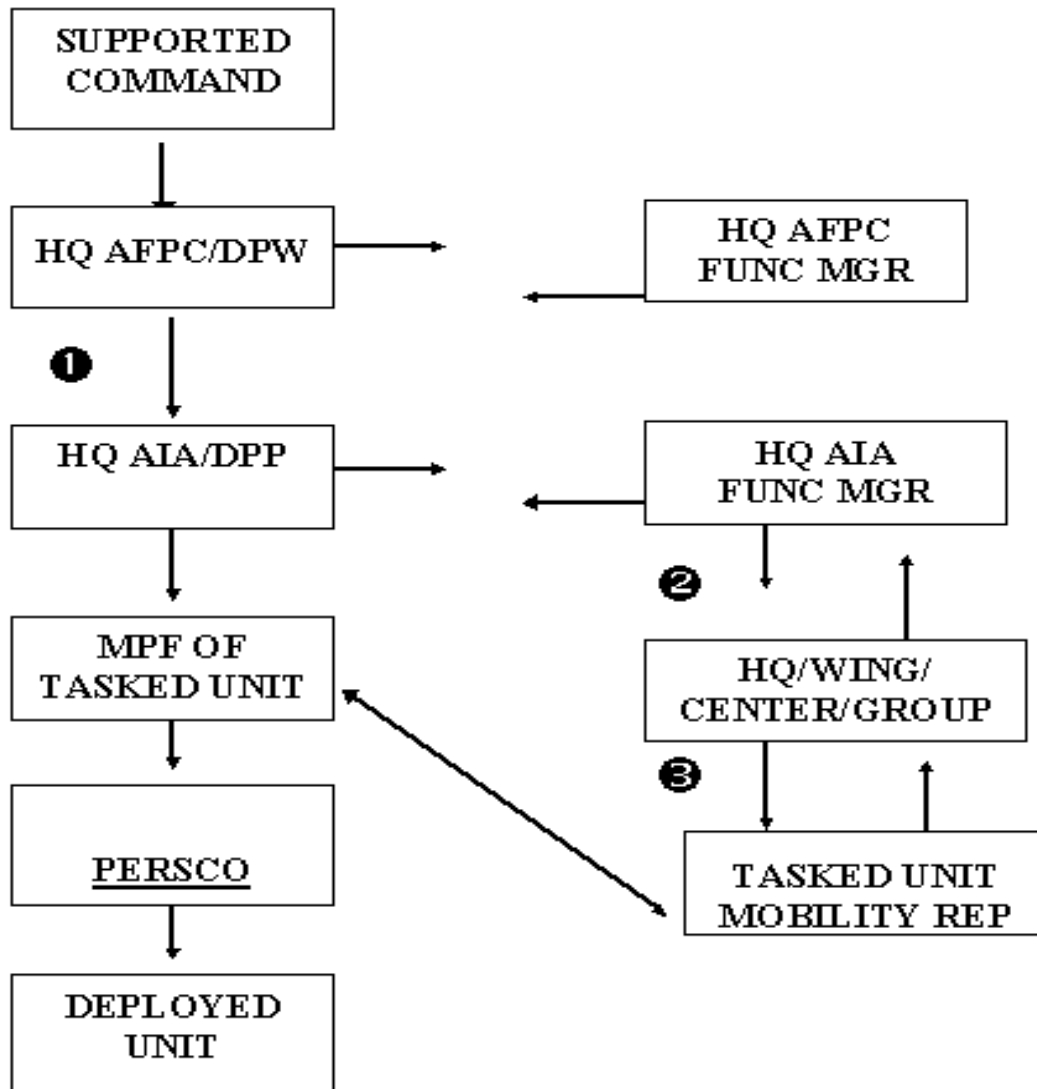 SUPPORTED
COMMAND
HQ AFPC/DPW
HQ AFPC
FUNC MGR
❶
HQ AIA/DPP
HQ AIA
FUNC MGR
❷
MPF OF
TASKED UNIT
HQ/WING/
CENTER/GROUP
❸
PERSCO
TASKED UNIT
MOBILITY REP
DEPLOYED
UNIT